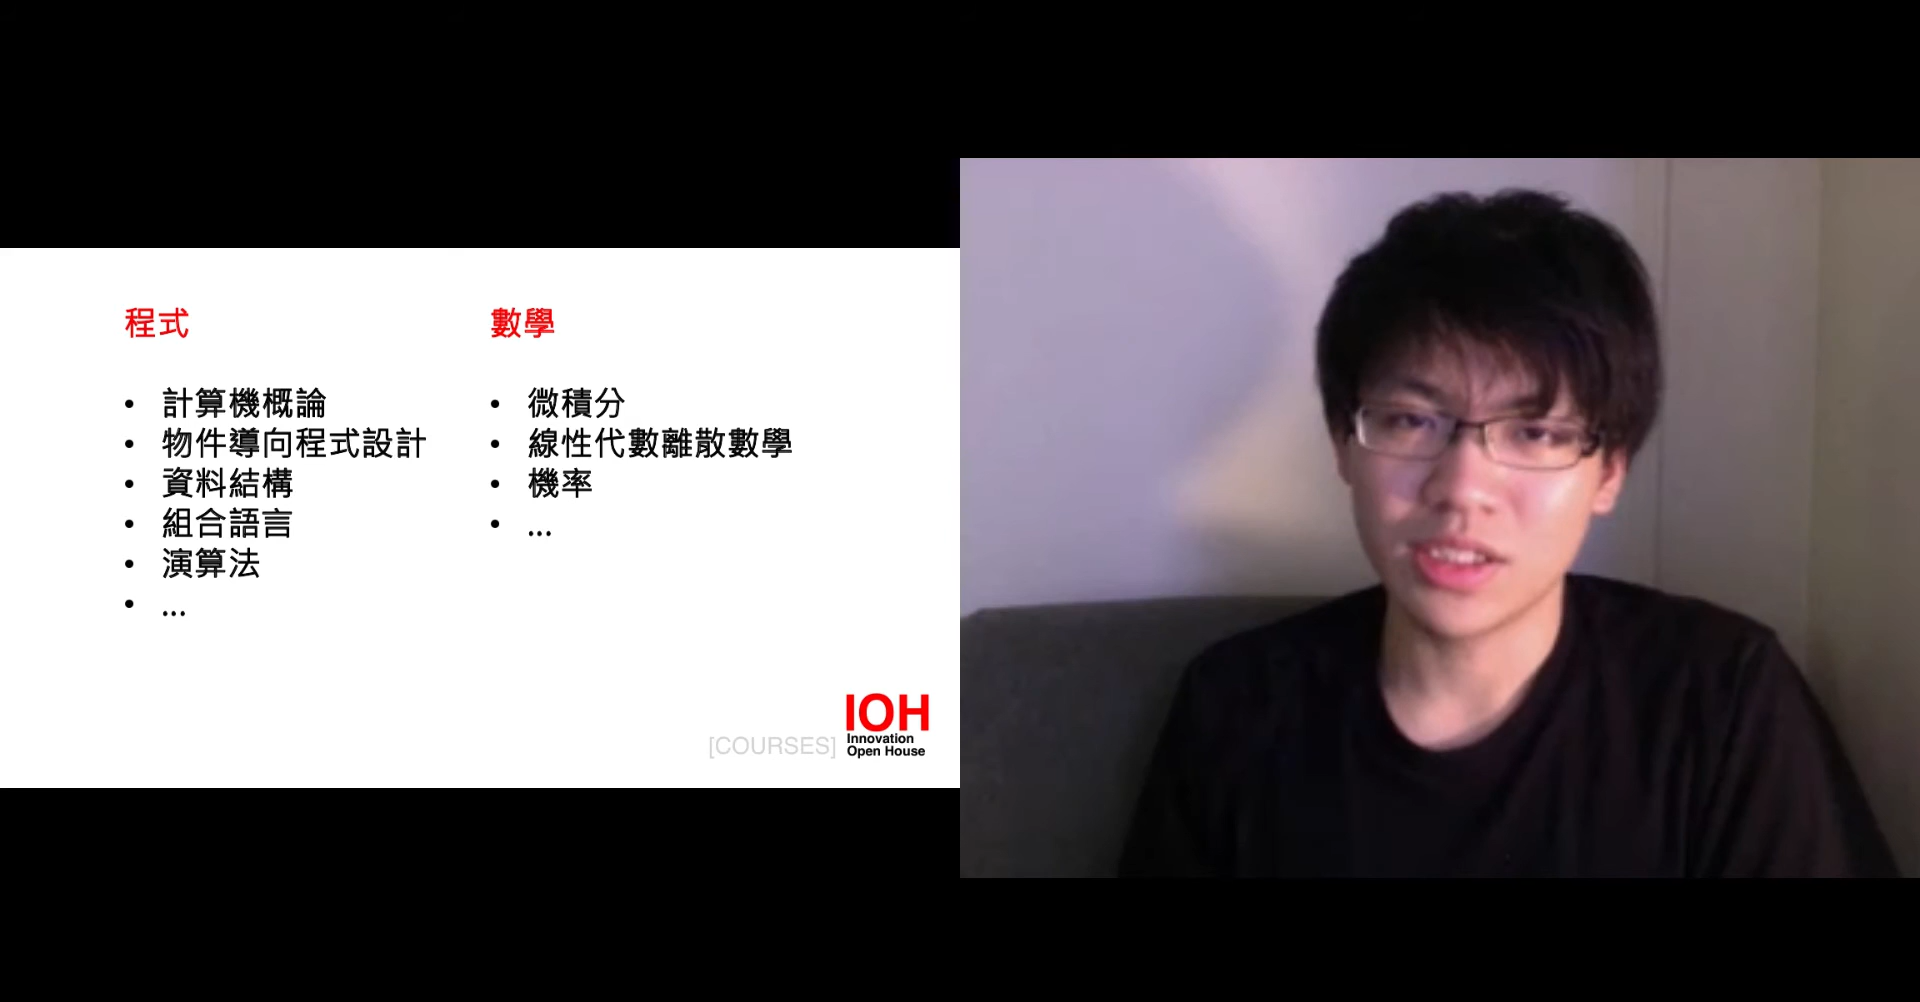 程式
計算機概論
物件導向程式設計
資料結構
組合語言
演算法
...
數學
微積分
線性代數離散數學
機率
...
[COURSES]
IOH
Innovation
Open House